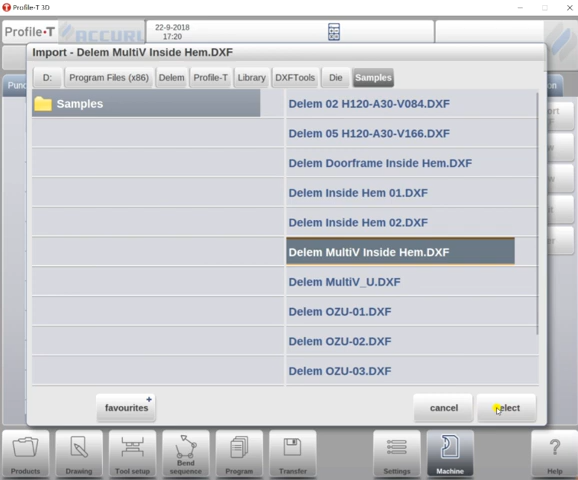 Profile-T 3D
Profile-T
ACCURL
22-9-2018
17:20
Import - Delem MultiV Inside Hem.DXF
D: Program Files (x86) Delem Profile-T Library DXFTools Die Samples
Samples
Delem 02 H120-A30-V084.DXF
Delem 05 H120-A30-V166.DXF
Delem Doorframe Inside Hem.DXF
Delem Inside Hem 01.DXF
Delem Inside Hem 02.DXF
Delem MultiV Inside Hem.DXF
Delem MultiV_U.DXF
Delem OZU-01.DXF
Delem OZU-02.DXF
Delem OZU-03.DXF
favourites +
cancel
select
Products
Drawing
Tool setup
Bend
sequence
Program
Transfer
Settings
Machine
Help